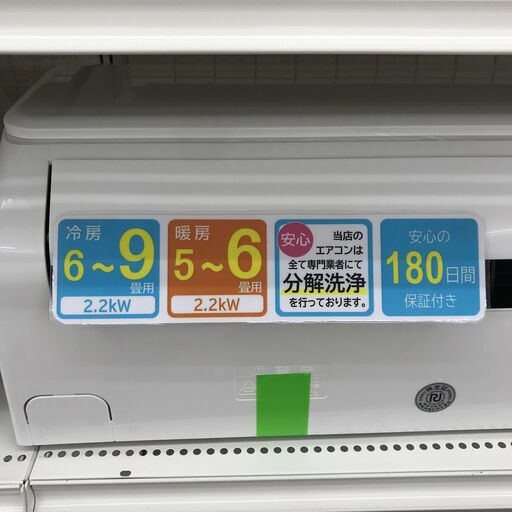 冷房
6～9
畳用
2.2kW
暖房
5～6
畳用
2.2kW
安心
当店の
エアコンは
全て専門業者にて
分解洗浄
を行っております。
安心の
180日間
保証付き